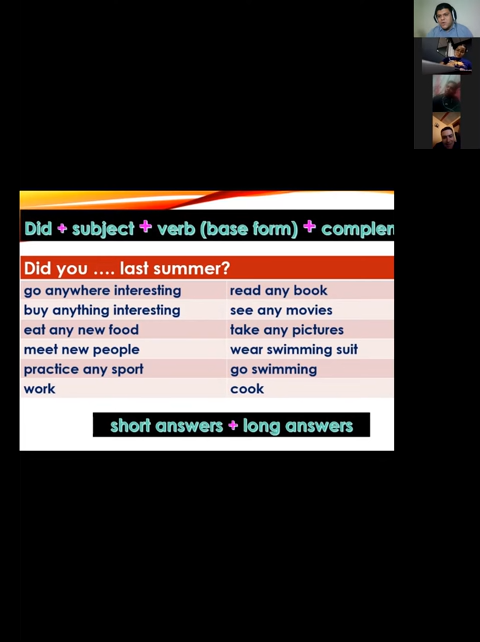 Did + subject + verb (base form) + complem
Did you .... last summer?
go anywhere interesting read any book
buy anything interesting see any movies
eat any new food take any pictures
meet new people wear swimming suit
practice any sport go swimming
work cook
short answers + long answers